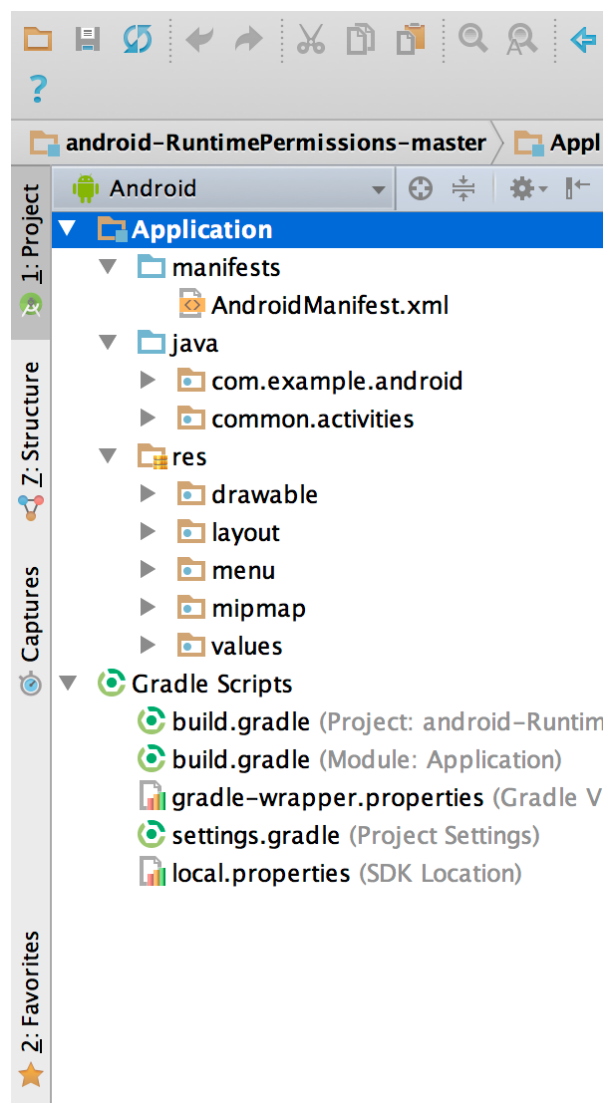 ?
android-RuntimePermissions-master Appl
Android
1: Project
7: Structure
Captures
2: Favorites
Application
manifests
AndroidManifest.xml
java
com.example.android
common.activities
res
drawable
layout
menu
mipmap
values
Gradle Scripts
build.gradle (Project: android-Runtim
build.gradle (Module: Application)
gradle-wrapper.properties (Gradle V
settings.gradle (Project Settings)
local.properties (SDK Location)